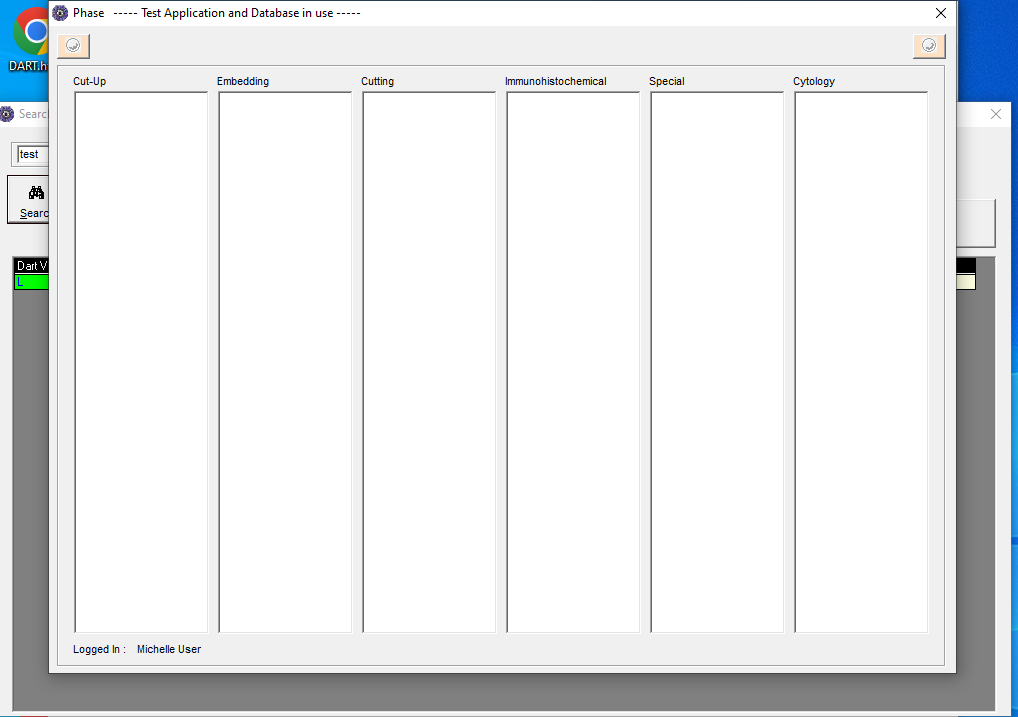 Phase ----- Test Application and Database in use -----
DART.h
Cut-Up Embedding Cutting Immunohistochemical Special Cytology
Searc
test
Searc
Dart V
L
Logged In : Michelle User